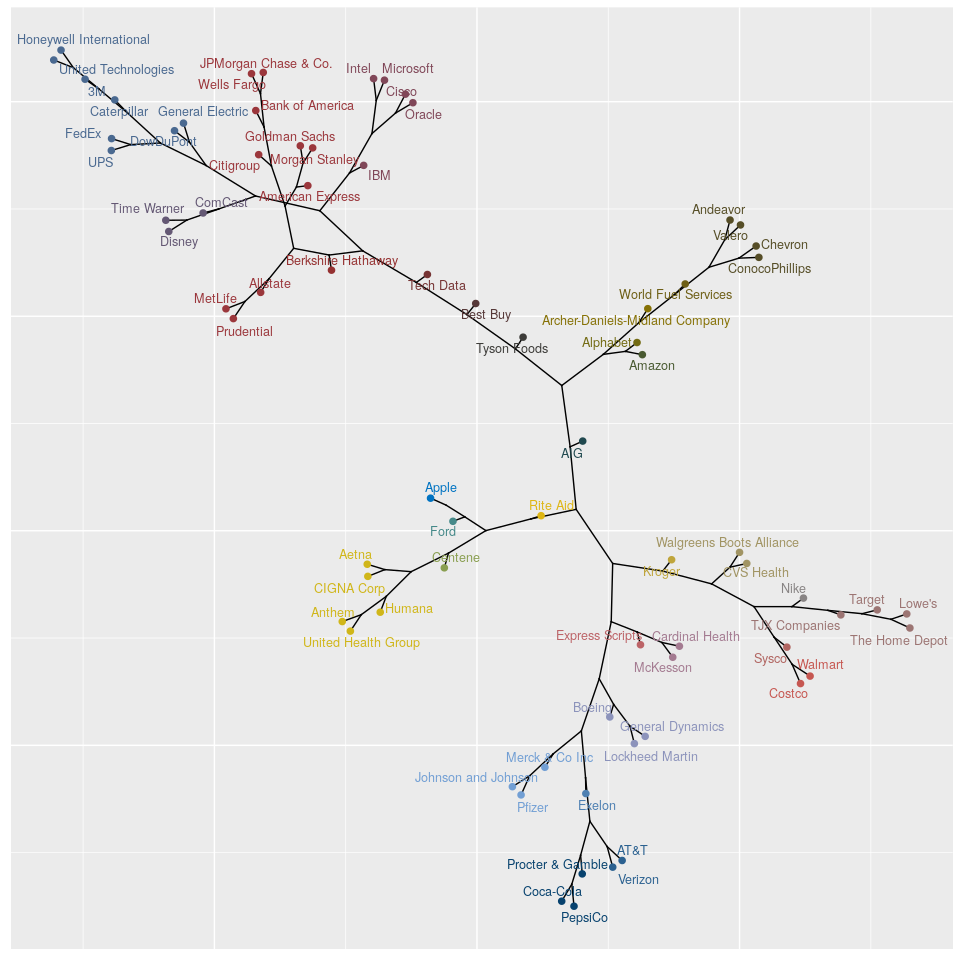 Honeywell International
United Technologies
3M
Caterpillar
General Electric
FedEx
DowDuPont
UPS
JPMorgan Chase & Co.
Wells Fargo
Bank of America
Goldman Sachs
Citigroup
Morgan Stanley
American Express
Intel
Microsoft
Cisco
Oracle
IBM
Time Warner
ComCast
Disney
Berkshire Hathaway
Allstate
MetLife
Prudential
Tech Data
Best Buy
Tyson Foods
Andeavor
Valero
Chevron
ConocoPhillips
World Fuel Services
Archer-Daniels-Midland Company
Alphabet
Amazon
AIG
Apple
Rite Aid
Ford
Centene
Aetna
CIGNA Corp
Humana
Anthem
United Health Group
Walgreens Boots Alliance
Kroger
CVS Health
Nike
Target
Lowe's
TJX Companies
The Home Depot
Express Scripts
Cardinal Health
McKesson
Sysco
Walmart
Costco
Boeing
General Dynamics
Lockheed Martin
Merck & Co Inc
Johnson and Johnson
Pfizer
Exelon
AT&T
Procter & Gamble
Verizon
Coca-Cola
PepsiCo